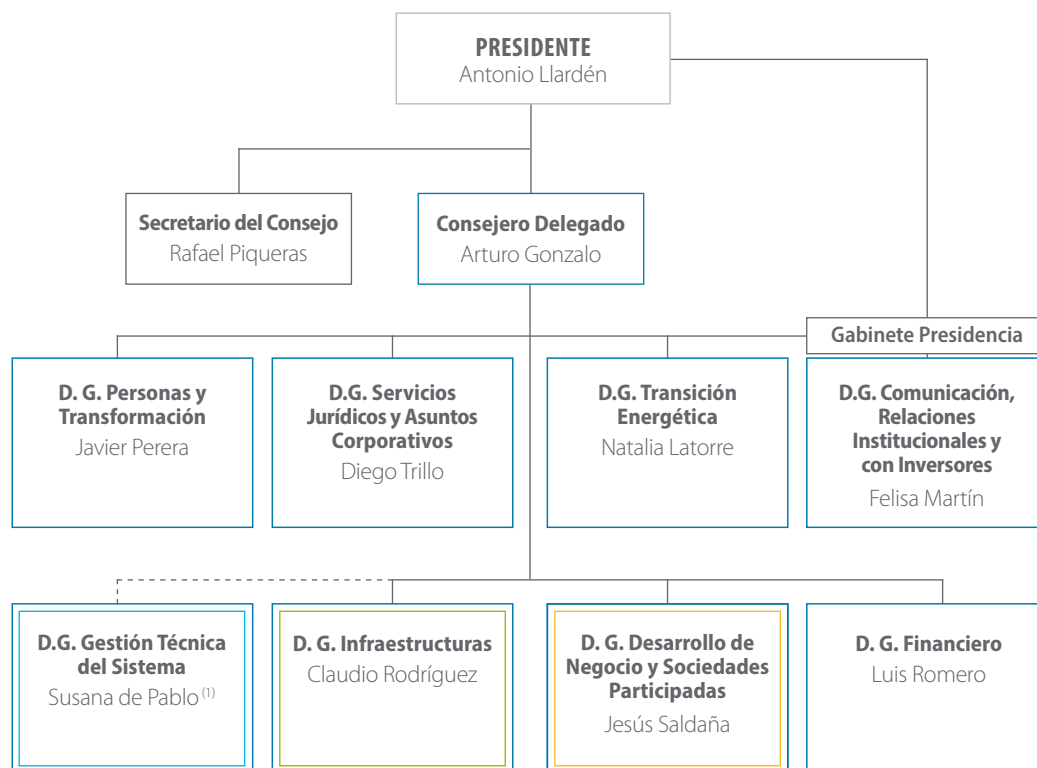 PRESIDENTE
Antonio Llardén
Secretario del Consejo
Rafael Piqueras
Consejero Delegado
Arturo Gonzalo
Gabinete Presidencia
D. G. Personas y
Transformación
Javier Perera
D.G. Servicios
Jurídicos y Asuntos
Corporativos
Diego Trillo
D.G. Transición
Energética
Natalia Latorre
D.G. Comunicación,
Relaciones
Institucionales y
con Inversores
Felisa Martín
D.G. Gestión Técnica
del Sistema
Susana de Pablo (1)
D. G. Infraestructuras
Claudio Rodríguez
D. G. Desarrollo de
Negocio y Sociedades
Participadas
Jesús Saldaña
D. G. Financiero
Luis Romero